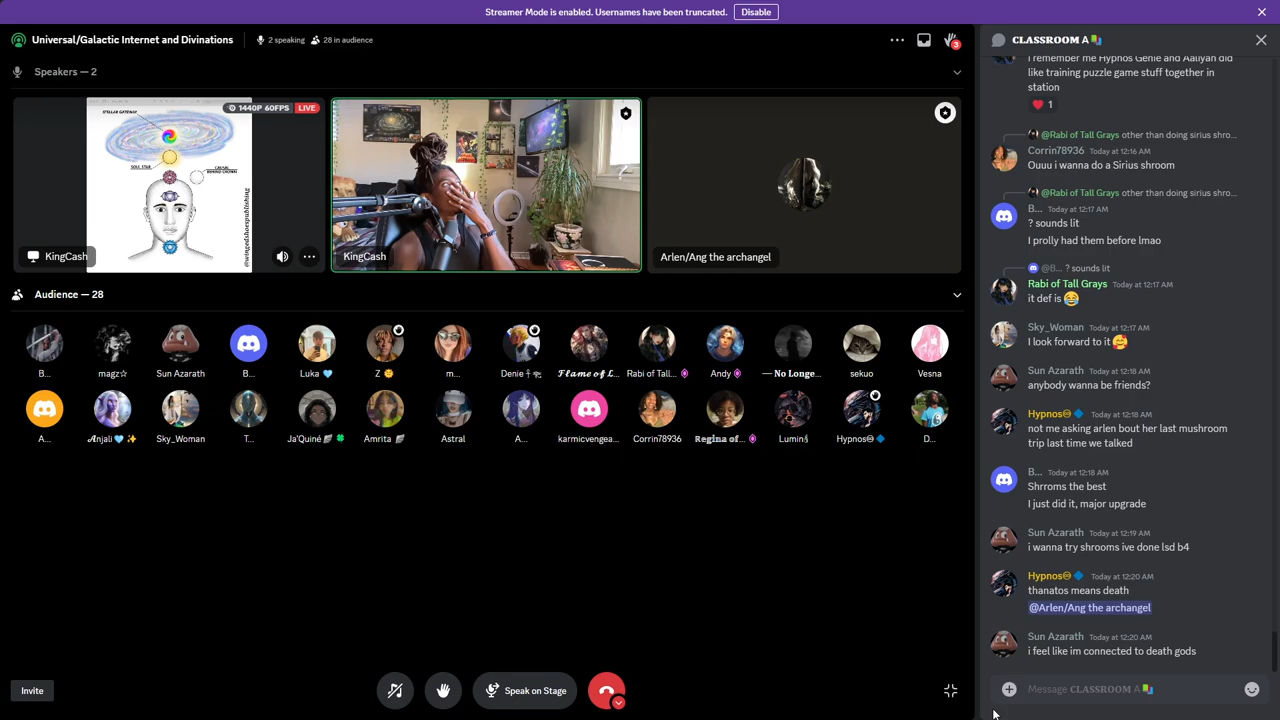 Streamer Mode is enabled. Usernames have been truncated. Disable
Universal/Galactic Internet and Divinations 2 speaking 28 in audience
3
Speakers — 2
1440P 60FPS LIVE
STELLAR GATEWAY
SOUL STAR
CAUSAL
BEHIND CROWN
@wingedshoespublishing
KingCash
KingCash
Arlen/Ang the archangel
Audience — 28
B... magz☆ Sun Azarath B... Luka 🩵 Z 🌞 m... Denie 𝓕𝓵𝓪𝓶𝓮 𝓸𝓯 𝓛... Rabi of Tall... Andy — 𝐍𝐨 𝐋𝐨𝐧𝐠𝐞... sekuo Vesna
A... 𝓐njali 🩵 ✨ Sky_Woman T... Ja'Quiné 🪽 🍀 Amrita 🪽 Astral A... karmicvengea... Corrin78936 ℝ𝕖𝕘𝕚𝕟𝕒 𝕠𝕗... Lumin Hypnos♾ 🔷 D...
Invite
Speak on Stage
𝐂𝐋𝐀𝐒𝐒𝐑𝐎𝐎𝐌 A
I remember me Hypnos Genie and Aaliyah did
like training puzzle game stuff together in
station
❤️ 1
@Rabi of Tall Grays other than doing sirius shro...
Corrin78936 Today at 12:16 AM
Ouuu i wanna do a Sirius shroom
@Rabi of Tall Grays other than doing sirius shro...
B... Today at 12:17 AM
? sounds lit
I prolly had them before lmao
@B... ? sounds lit
Rabi of Tall Grays Today at 12:17 AM
it def is 😂
Sky_Woman Today at 12:17 AM
I look forward to it 🥰
Sun Azarath Today at 12:18 AM
anybody wanna be friends?
Hypnos♾ 🔷 Today at 12:18 AM
not me asking arlen bout her last mushroom
trip last time we talked
B... Today at 12:18 AM
Shrroms the best
I just did it, major upgrade
Sun Azarath Today at 12:19 AM
i wanna try shrooms ive done lsd b4
Hypnos♾ 🔷 Today at 12:20 AM
thanatos means death
@Arlen/Ang the archangel
Sun Azarath Today at 12:20 AM
i feel like im connected to death gods
Message 𝐂𝐋𝐀𝐒𝐒𝐑𝐎𝐎𝐌 A